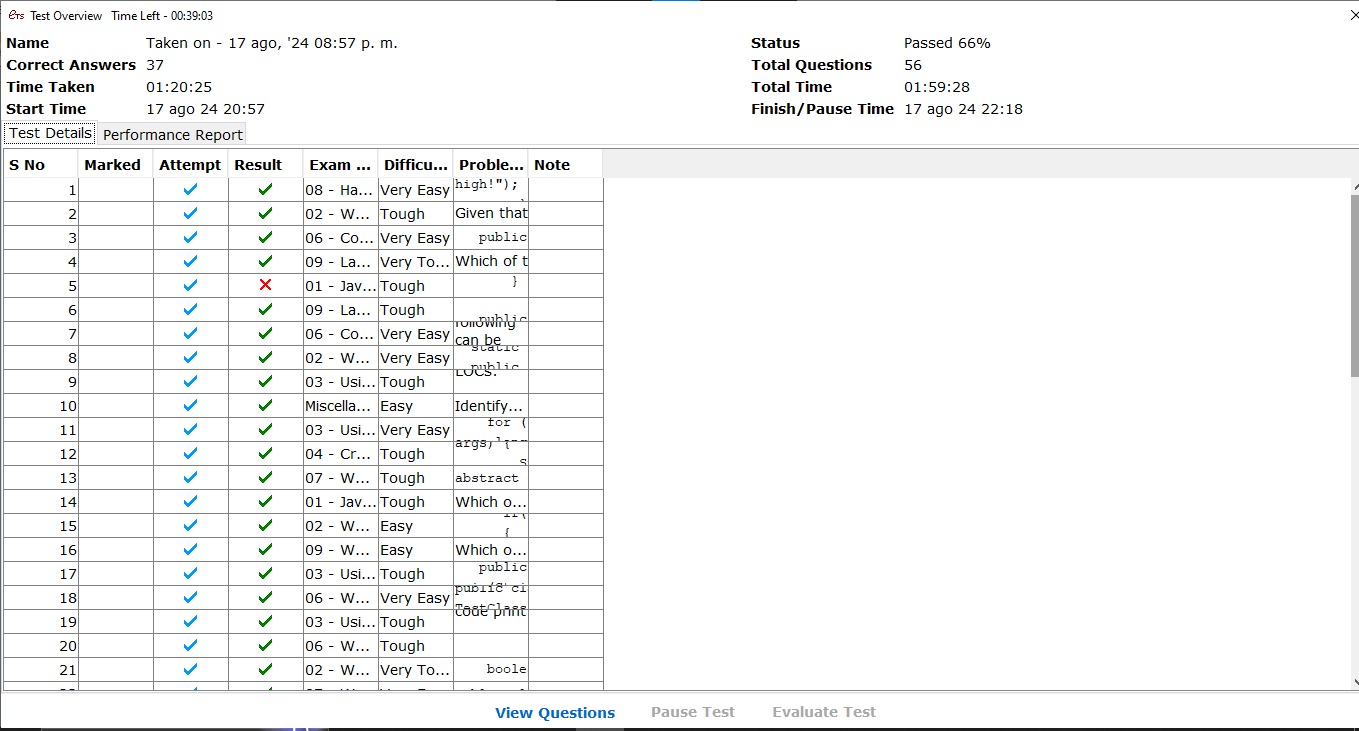 ETS Test Overview Time Left - 00:39:03
Name Taken on - 17 ago, '24 08:57 p. m. Status Passed 66%
Correct Answers 37 Total Questions 56
Time Taken 01:20:25 Total Time 01:59:28
Start Time 17 ago 24 20:57 Finish/Pause Time 17 ago 24 22:18
Test Details Performance Report
S No Marked Attempt Result Exam ... Difficu... Proble... Note
1 08 - Ha... Very Easy high!");
2 02 - W... Tough Given that
3 06 - Co... Very Easy public
4 09 - La... Very To... Which of t
5 01 - Jav... Tough }
6 09 - La... Tough public
7 06 - Co... Very Easy following
can be
8 02 - W... Very Easy static
public
9 03 - Usi... Tough LOCs:
10 Miscella... Easy Identify...
11 03 - Usi... Very Easy for (
12 04 - Cr... Tough args){
s
13 07 - W... Tough abstract
14 01 - Jav... Tough Which o...
15 02 - W... Easy if(
{
16 09 - W... Easy Which o...
17 03 - Usi... Tough public
18 06 - W... Very Easy public cl
TestClass
19 03 - Usi... Tough code print
20 06 - W... Tough
21 02 - W... Very To... boole
View Questions Pause Test Evaluate Test